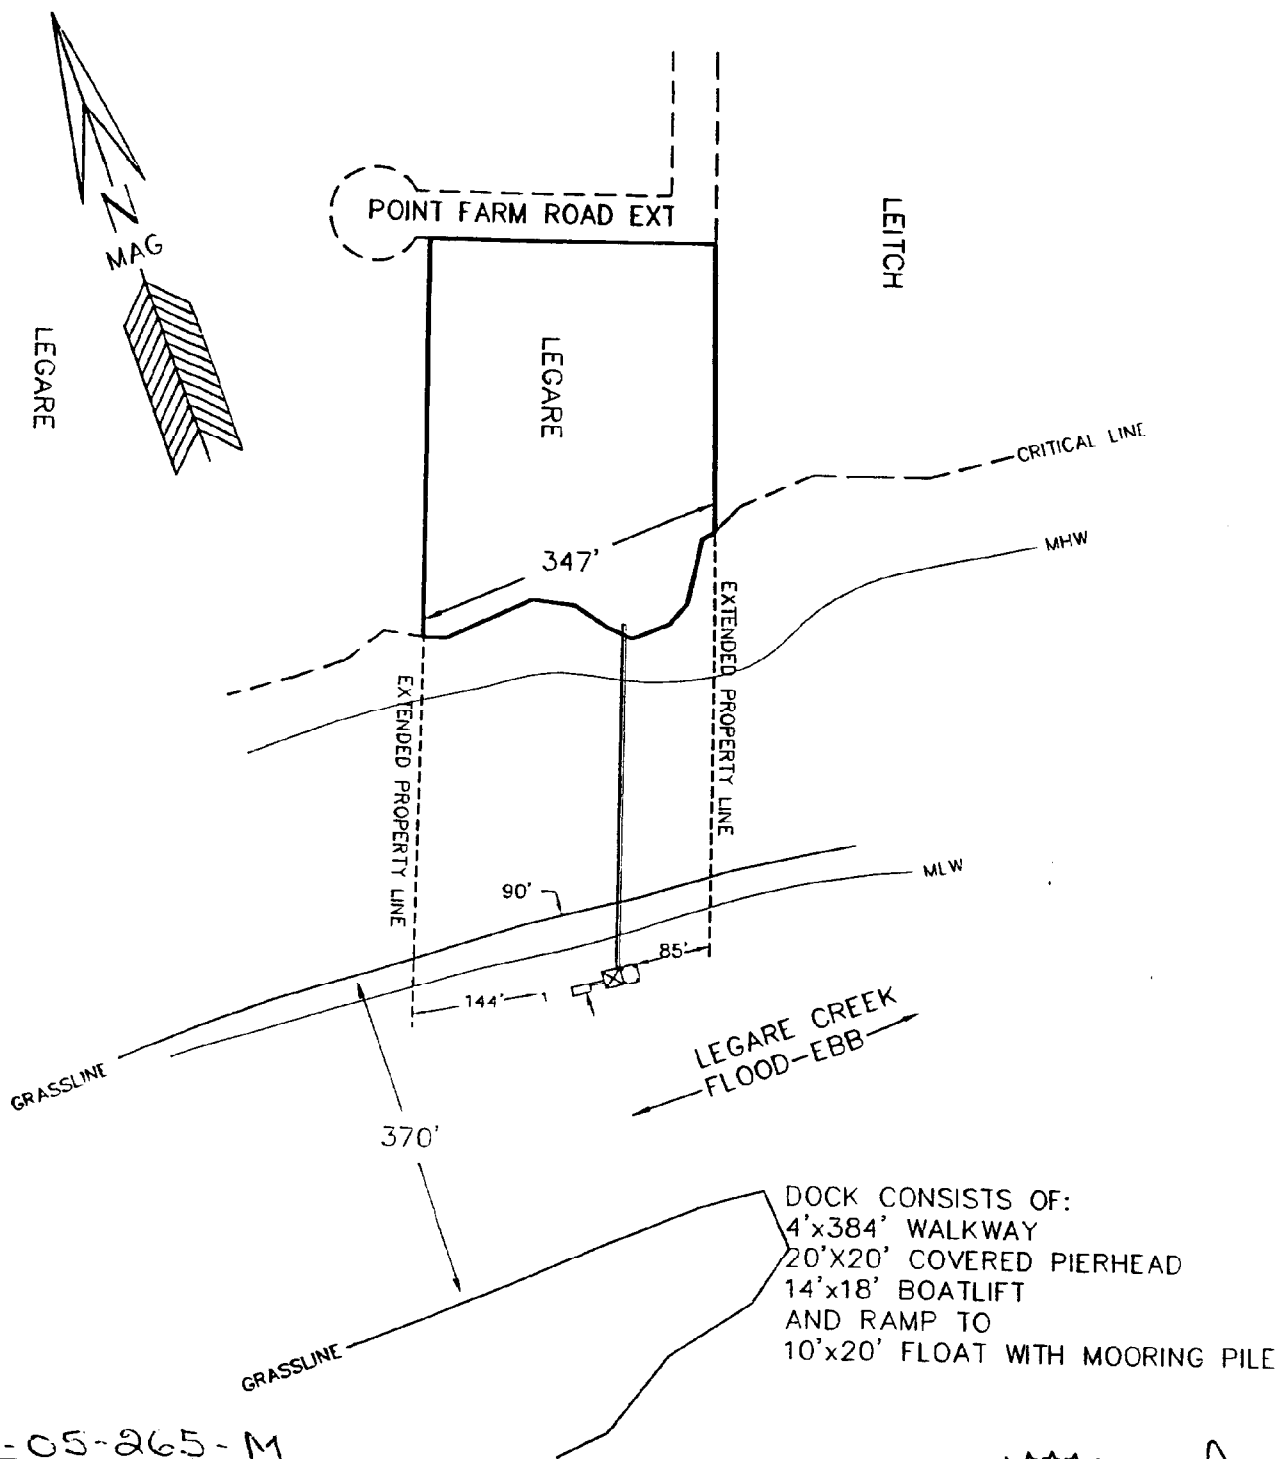 N
MAG
POINT FARM ROAD EXT
LEITCH
LEGARE
LEGARE
CRITICAL LINE
347'
MHW
EXTENDED PROPERTY LINE
EXTENDED PROPERTY LINE
MLW
90'
85'
144'
GRASSLINE
LEGARE CREEK
FLOOD-EBB
370'
DOCK CONSISTS OF:
4'x384' WALKWAY
20'X20' COVERED PIERHEAD
14'x18' BOATLIFT
AND RAMP TO
10'x20' FLOAT WITH MOORING PILE
GRASSLINE
-05-265-M